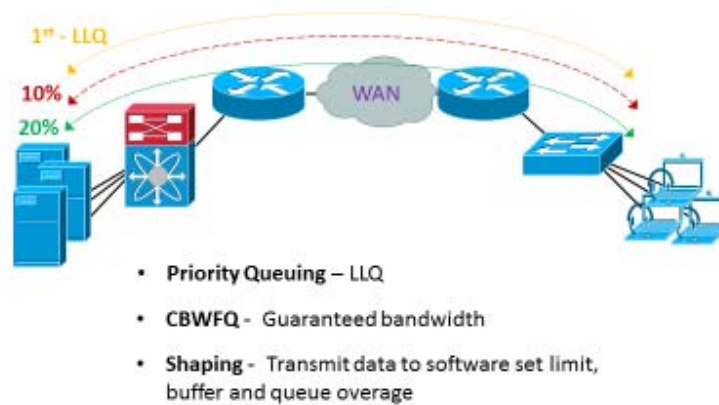 1st - LLQ
10%
20%
WAN
• Priority Queuing – LLQ
• CBWFQ - Guaranteed bandwidth
• Shaping - Transmit data to software set limit,
buffer and queue overage